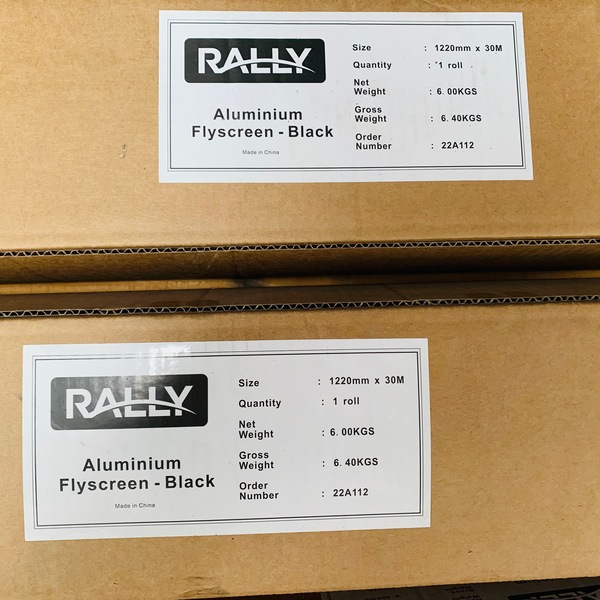 RALLY
Aluminium
Flyscreen - Black
Made in China
Size : 1220mm x 30M
Quantity : 1 roll
Net
Weight : 6.00KGS
Gross
Weight : 6.40KGS
Order
Number : 22A112
RALLY
Aluminium
Flyscreen - Black
Made in China
Size : 1220mm x 30M
Quantity : 1 roll
Net
Weight : 6.00KGS
Gross
Weight : 6.40KGS
Order
Number : 22A112